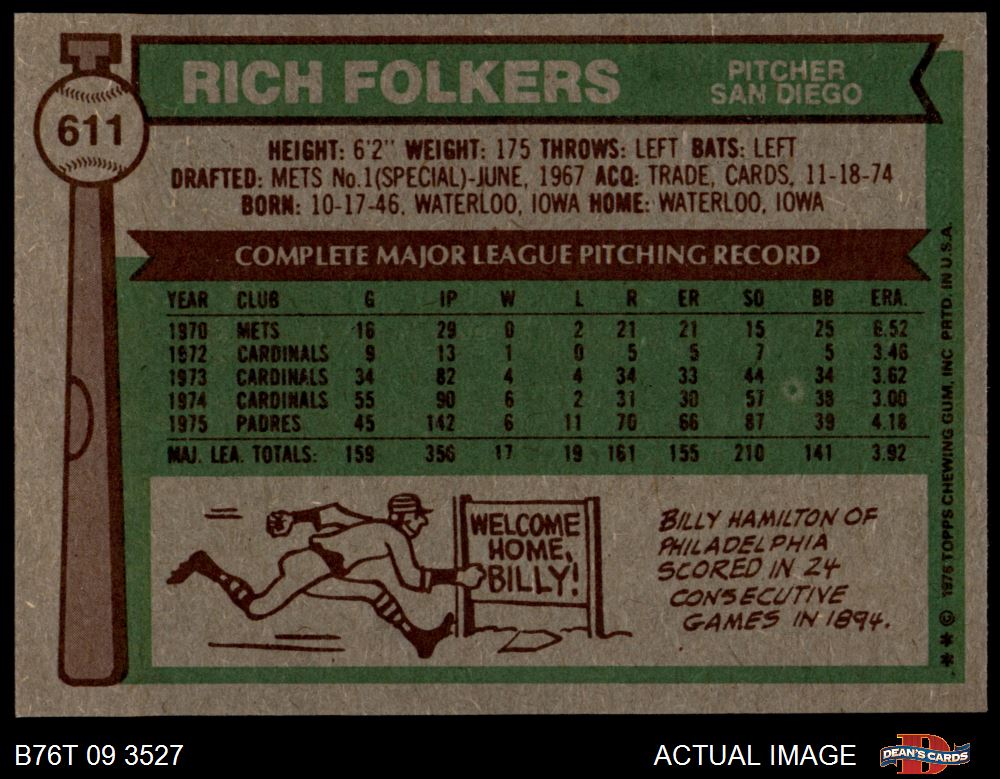 611
RICH FOLKERS
PITCHER
SAN DIEGO
HEIGHT: 6'2" WEIGHT: 175 THROWS: LEFT BATS: LEFT
DRAFTED: METS No.1(SPECIAL)-JUNE, 1967 ACQ: TRADE, CARDS, 11-18-74
BORN: 10-17-46, WATERLOO, IOWA HOME: WATERLOO, IOWA
COMPLETE MAJOR LEAGUE PITCHING RECORD
YEAR CLUB G IP W L R ER SO BB ERA.
1970 METS 16 29 0 2 21 21 15 25 6.52
1972 CARDINALS 9 13 1 0 5 5 7 5 3.46
1973 CARDINALS 34 82 4 4 34 33 44 34 3.62
1974 CARDINALS 55 90 6 2 31 30 57 38 3.00
1975 PADRES 45 142 6 11 70 66 87 39 4.18
MAJ. LEA. TOTALS: 159 356 17 19 161 155 210 141 3.92
WELCOME
HOME,
BILLY!
BILLY HAMILTON OF
PHILADELPHIA
SCORED IN 24
CONSECUTIVE
GAMES IN 1894.
* * © 1976 TOPPS CHEWING GUM, INC. PRTD. IN U.S.A.
B76T 09 3527
ACTUAL IMAGE
D
DEAN'S CARDS